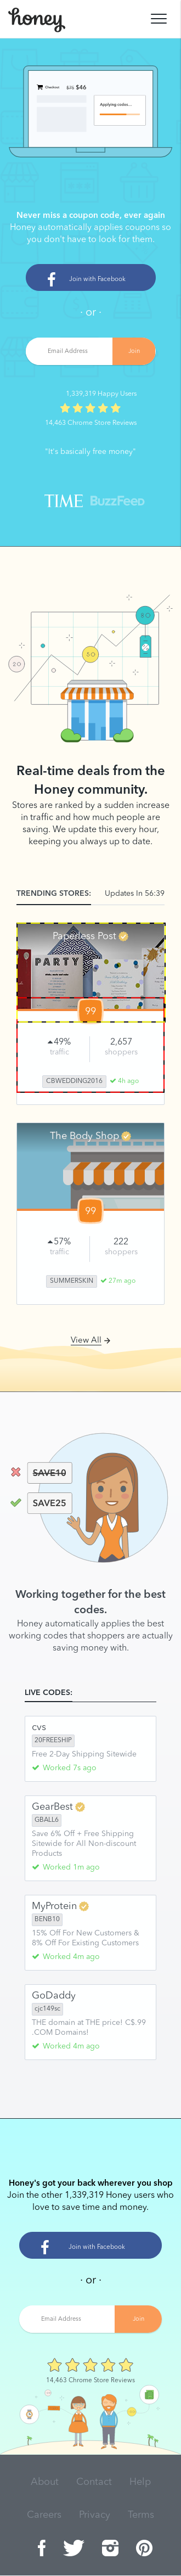 honey
Checkout $75 $46
Applying codes...
Never miss a coupon code, ever again
Honey automatically applies coupons so
you don't have to look for them.
Join with Facebook
· or ·
Email Address Join
1,339,319 Happy Users
14,463 Chrome Store Reviews
"It's basically free money"
TIME BuzzFeed
20
50
80
Real-time deals from the
Honey community.
Stores are ranked by a sudden increase
in traffic and how much people are
saving. We update this every hour,
keeping you always up to date.
TRENDING STORES: Updates In 56:39
Paperless Post
PARTY
99
49% 2,657
traffic shoppers
CBWEDDING2016 4h ago
The Body Shop
99
57% 222
traffic shoppers
SUMMERSKIN 27m ago
View All
SAVE10
SAVE25
Working together for the best
codes.
Honey automatically applies the best
working codes that shoppers are actually
saving money with.
LIVE CODES:
CVS
20FREESHIP
Free 2-Day Shipping Sitewide
Worked 7s ago
GearBest
GBALL6
Save 6% Off + Free Shipping
Sitewide for All Non-discount
Products
Worked 1m ago
MyProtein
BENB10
15% Off For New Customers &
8% Off For Existing Customers
Worked 4m ago
GoDaddy
cjc149sc
THE domain at THE price! C$.99
.COM Domains!
Worked 4m ago
Honey's got your back wherever you shop
Join the other 1,339,319 Honey users who
love to save time and money.
Join with Facebook
· or ·
Email Address Join
14,463 Chrome Store Reviews
About Contact Help
Careers Privacy Terms